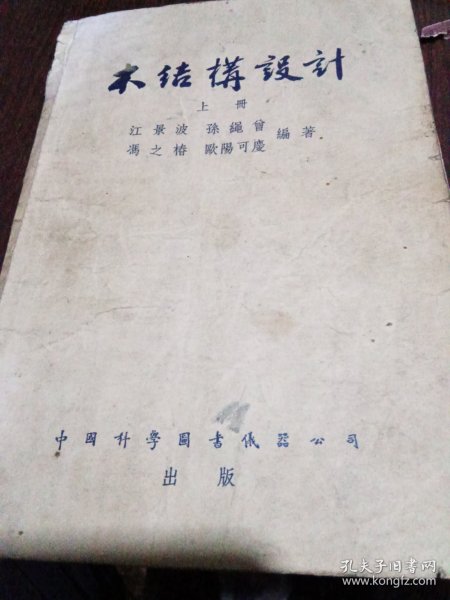 木结構設計
上冊
江景波 孫繩曾 編著
馮之椿 歐陽可慶
中國科學圖書儀器公司
出版
孔夫子旧书网
www.kongfz.com